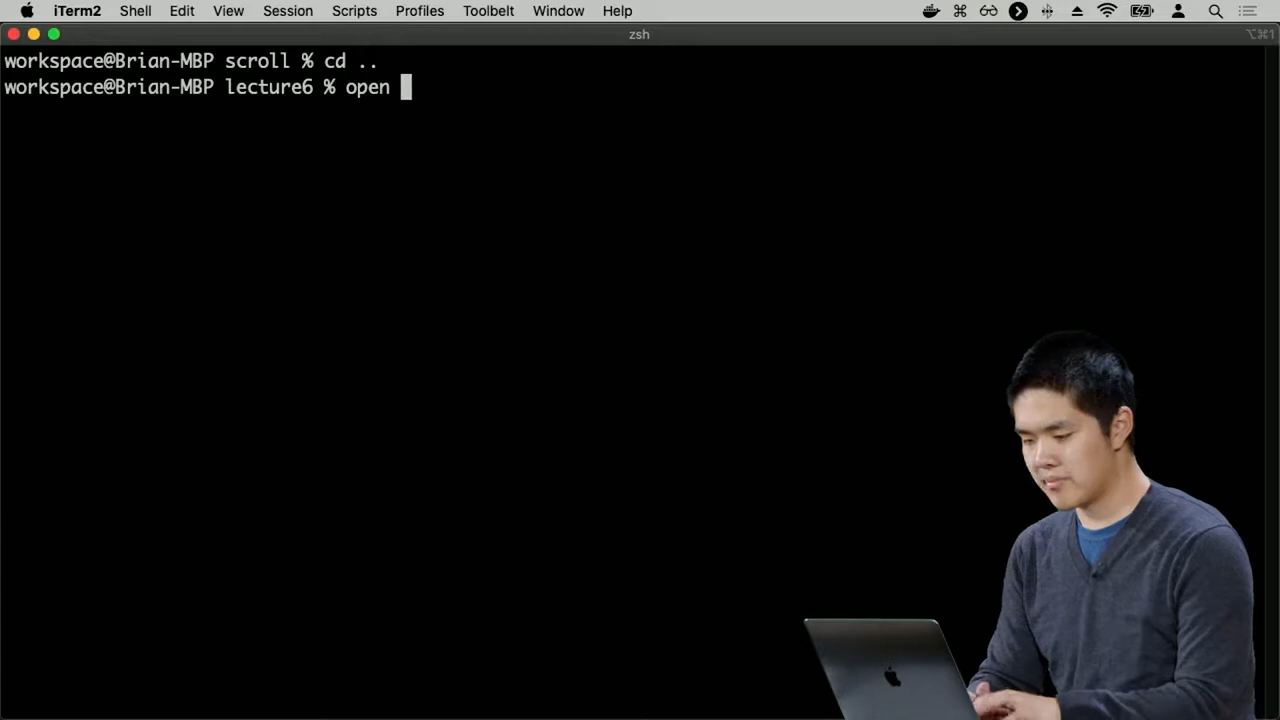 iTerm2 Shell Edit View Session Scripts Profiles Toolbelt Window Help
zsh
⌥⌘1
workspace@Brian-MBP scroll % cd ..
workspace@Brian-MBP lecture6 % open